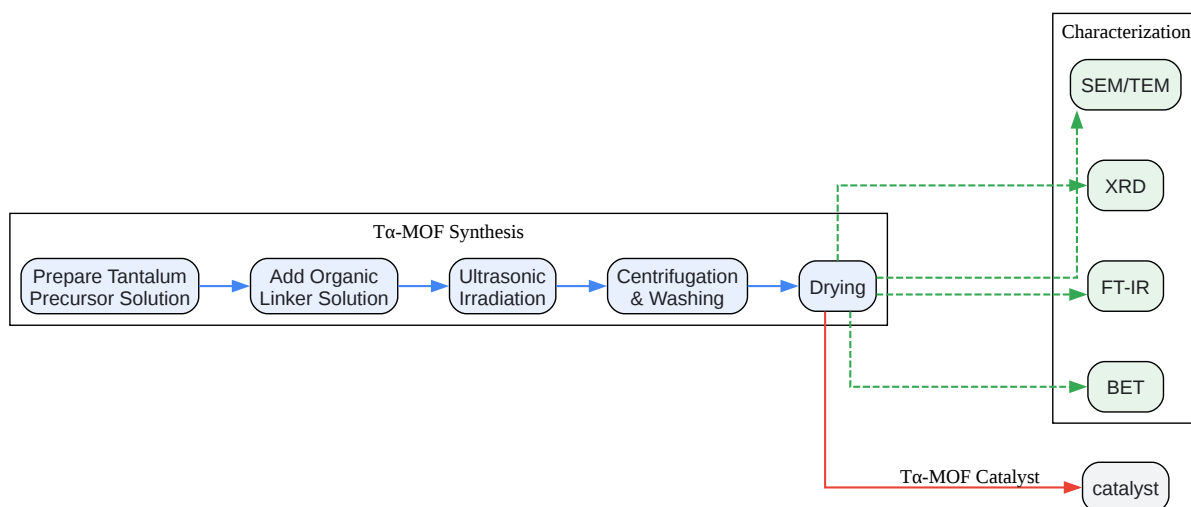 Characterization
SEM/TEM
XRD
Tα-MOF Synthesis
Prepare Tantalum
Precursor Solution
Add Organic
Linker Solution
Ultrasonic
Irradiation
Centrifugation
& Washing
Drying
FT-IR
BET
Tα-MOF Catalyst
catalyst